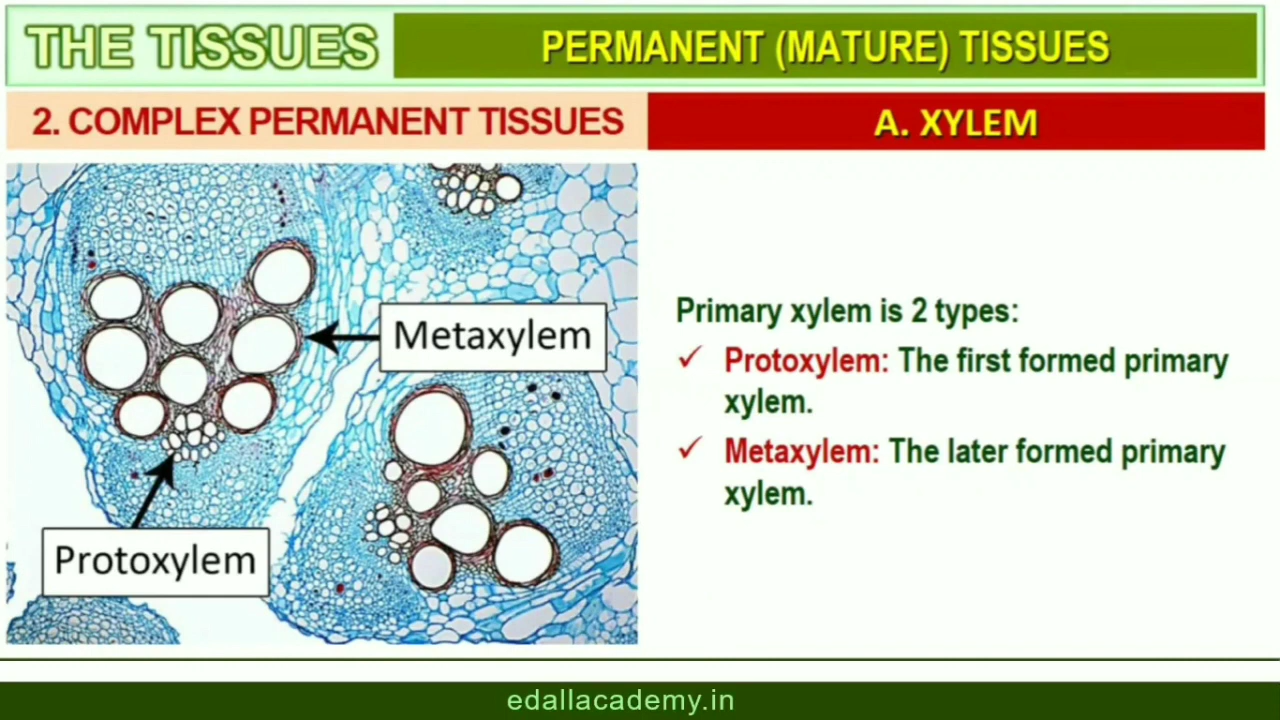 THE TISSUES
PERMANENT (MATURE) TISSUES
2. COMPLEX PERMANENT TISSUES
A. XYLEM
Metaxylem
Protoxylem
Primary xylem is 2 types:
✓ Protoxylem: The first formed primary
xylem.
✓ Metaxylem: The later formed primary
xylem.
edallacademy.in